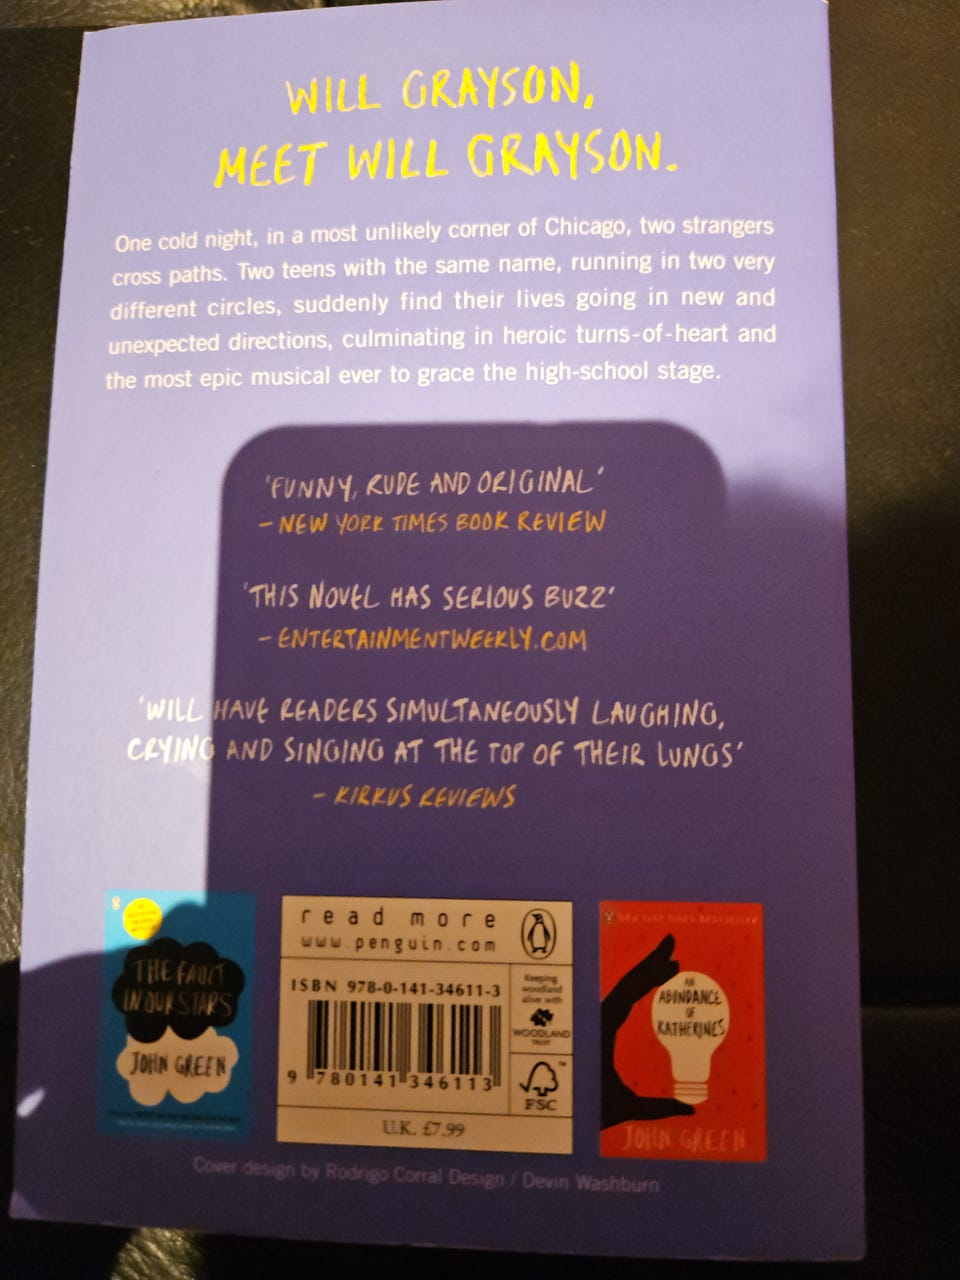 WILL GRAYSON,
MEET WILL GRAYSON.
One cold night, in a most unlikely corner of Chicago, two strangers
cross paths. Two teens with the same name, running in two very
different circles, suddenly find their lives going in new and
unexpected directions, culminating in heroic turns-of-heart and
the most epic musical ever to grace the high-school stage.
'FUNNY, RUDE AND ORIGINAL'
– NEW YORK TIMES BOOK REVIEW
'THIS NOVEL HAS SERIOUS BUZZ'
– ENTERTAINMENTWEEKLY.COM
'WILL HAVE READERS SIMULTANEOUSLY LAUGHING,
CRYING AND SINGING AT THE TOP OF THEIR LUNGS'
– KIRKUS REVIEWS
THE FAULT
IN OUR STARS
JOHN GREEN
read more
www.penguin.com
ISBN 978-0-141-34611-3
9 780141 346113
Keeping
woodland
alive with
WOODLAND
TRUST
FSC
U.K. £7.99
NEW YORK TIMES BESTSELLER
AN
ABUNDANCE
OF
KATHERINES
JOHN GREEN
Cover design by Rodrigo Corral Design / Devin Washburn